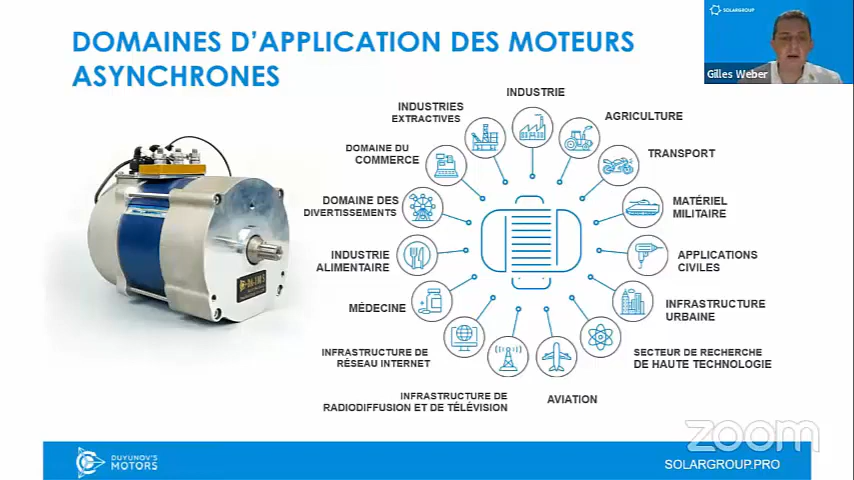 DOMAINES D'APPLICATION DES MOTEURS
ASYNCHRONES
SOLARGROUP
Gilles Weber
INDUSTRIE
INDUSTRIES
EXTRACTIVES
AGRICULTURE
DOMAINE DU
COMMERCE
TRANSPORT
DOMAINE DES
DIVERTISSEMENTS
MATÉRIEL
MILITAIRE
INDUSTRIE
ALIMENTAIRE
APPLICATIONS
CIVILES
MÉDECINE
INFRASTRUCTURE
URBAINE
INFRASTRUCTURE DE
RÉSEAU INTERNET
SECTEUR DE RECHERCHE
DE HAUTE TECHNOLOGIE
INFRASTRUCTURE DE
RADIODIFFUSION ET DE TÉLÉVISION
AVIATION
zoom
DUYUNOV'S
MOTORS
SOLARGROUP.PRO